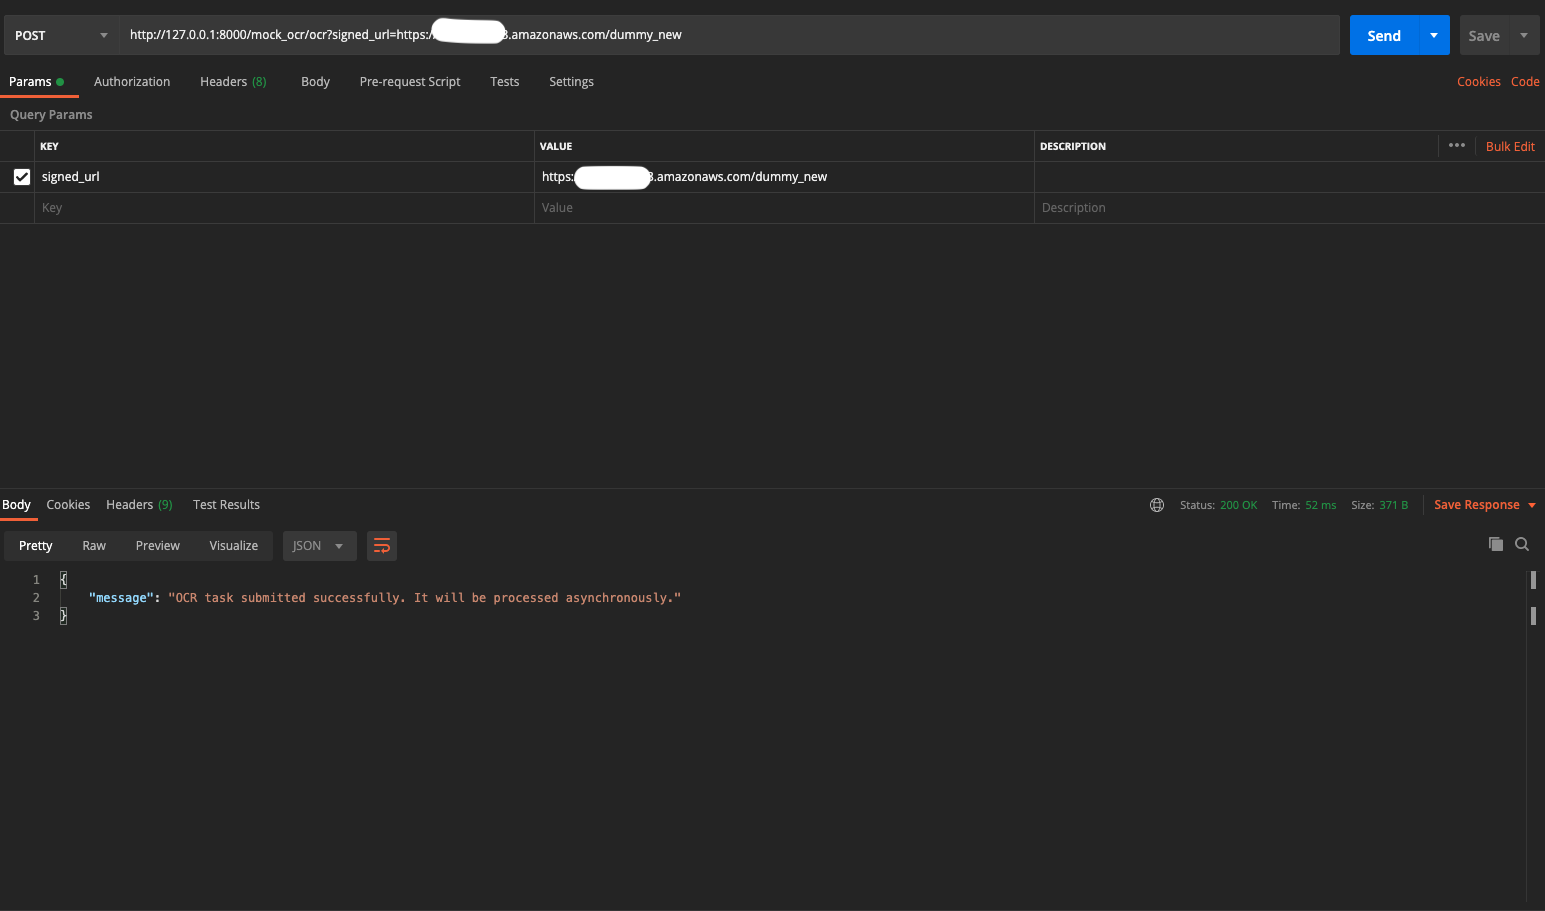 POST http://127.0.0.1:8000/mock_ocr/ocr?signed_url=https:/ 3.amazonaws.com/dummy_new Send Save
Params Authorization Headers (8) Body Pre-request Script Tests Settings Cookies Code
Query Params
KEY VALUE DESCRIPTION ••• Bulk Edit
signed_url https: 3.amazonaws.com/dummy_new
Key Value Description
Body Cookies Headers (9) Test Results Status: 200 OK Time: 52 ms Size: 371 B Save Response
Pretty Raw Preview Visualize JSON
1 {
2 "message": "OCR task submitted successfully. It will be processed asynchronously."
3 }